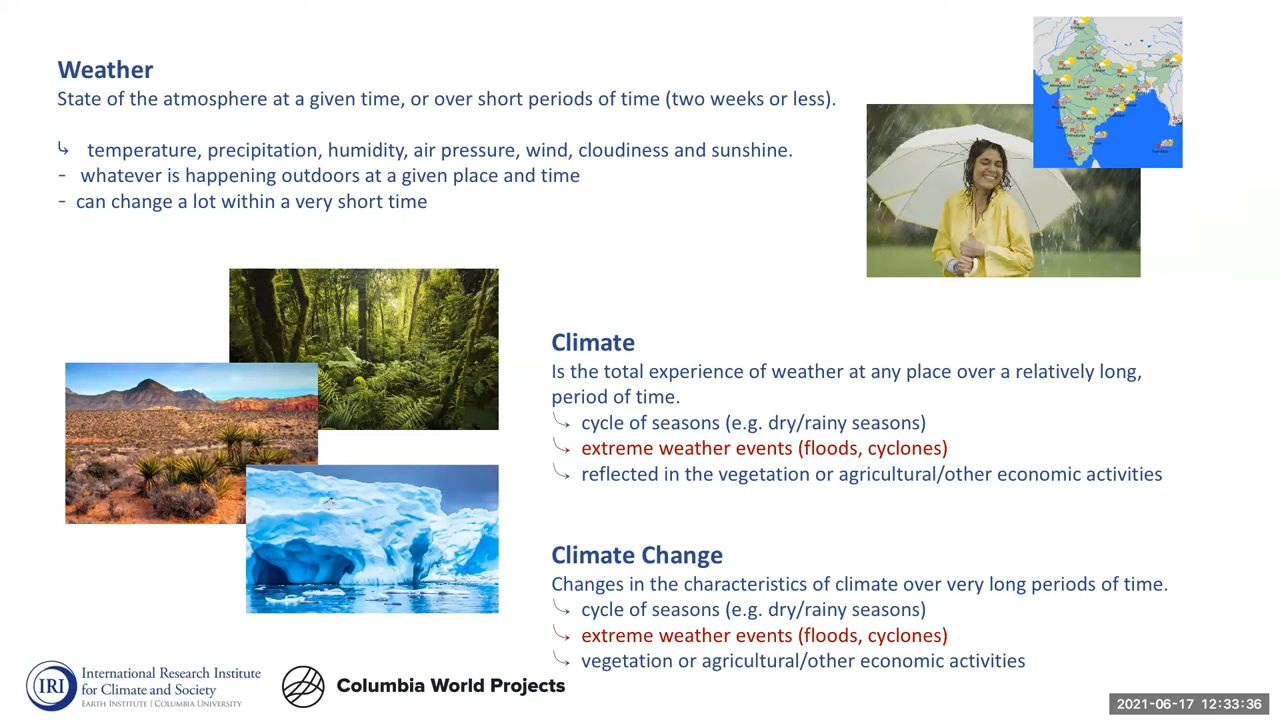 Weather
State of the atmosphere at a given time, or over short periods of time (two weeks or less).
temperature, precipitation, humidity, air pressure, wind, cloudiness and sunshine.
- whatever is happening outdoors at a given place and time
- can change a lot within a very short time
Climate
Is the total experience of weather at any place over a relatively long,
period of time.
cycle of seasons (e.g. dry/rainy seasons)
extreme weather events (floods, cyclones)
reflected in the vegetation or agricultural/other economic activities
Climate Change
Changes in the characteristics of climate over very long periods of time.
cycle of seasons (e.g. dry/rainy seasons)
extreme weather events (floods, cyclones)
vegetation or agricultural/other economic activities
IRI
International Research Institute
for Climate and Society
EARTH INSTITUTE | COLUMBIA UNIVERSITY
Columbia World Projects
2021-06-17 12:33:36